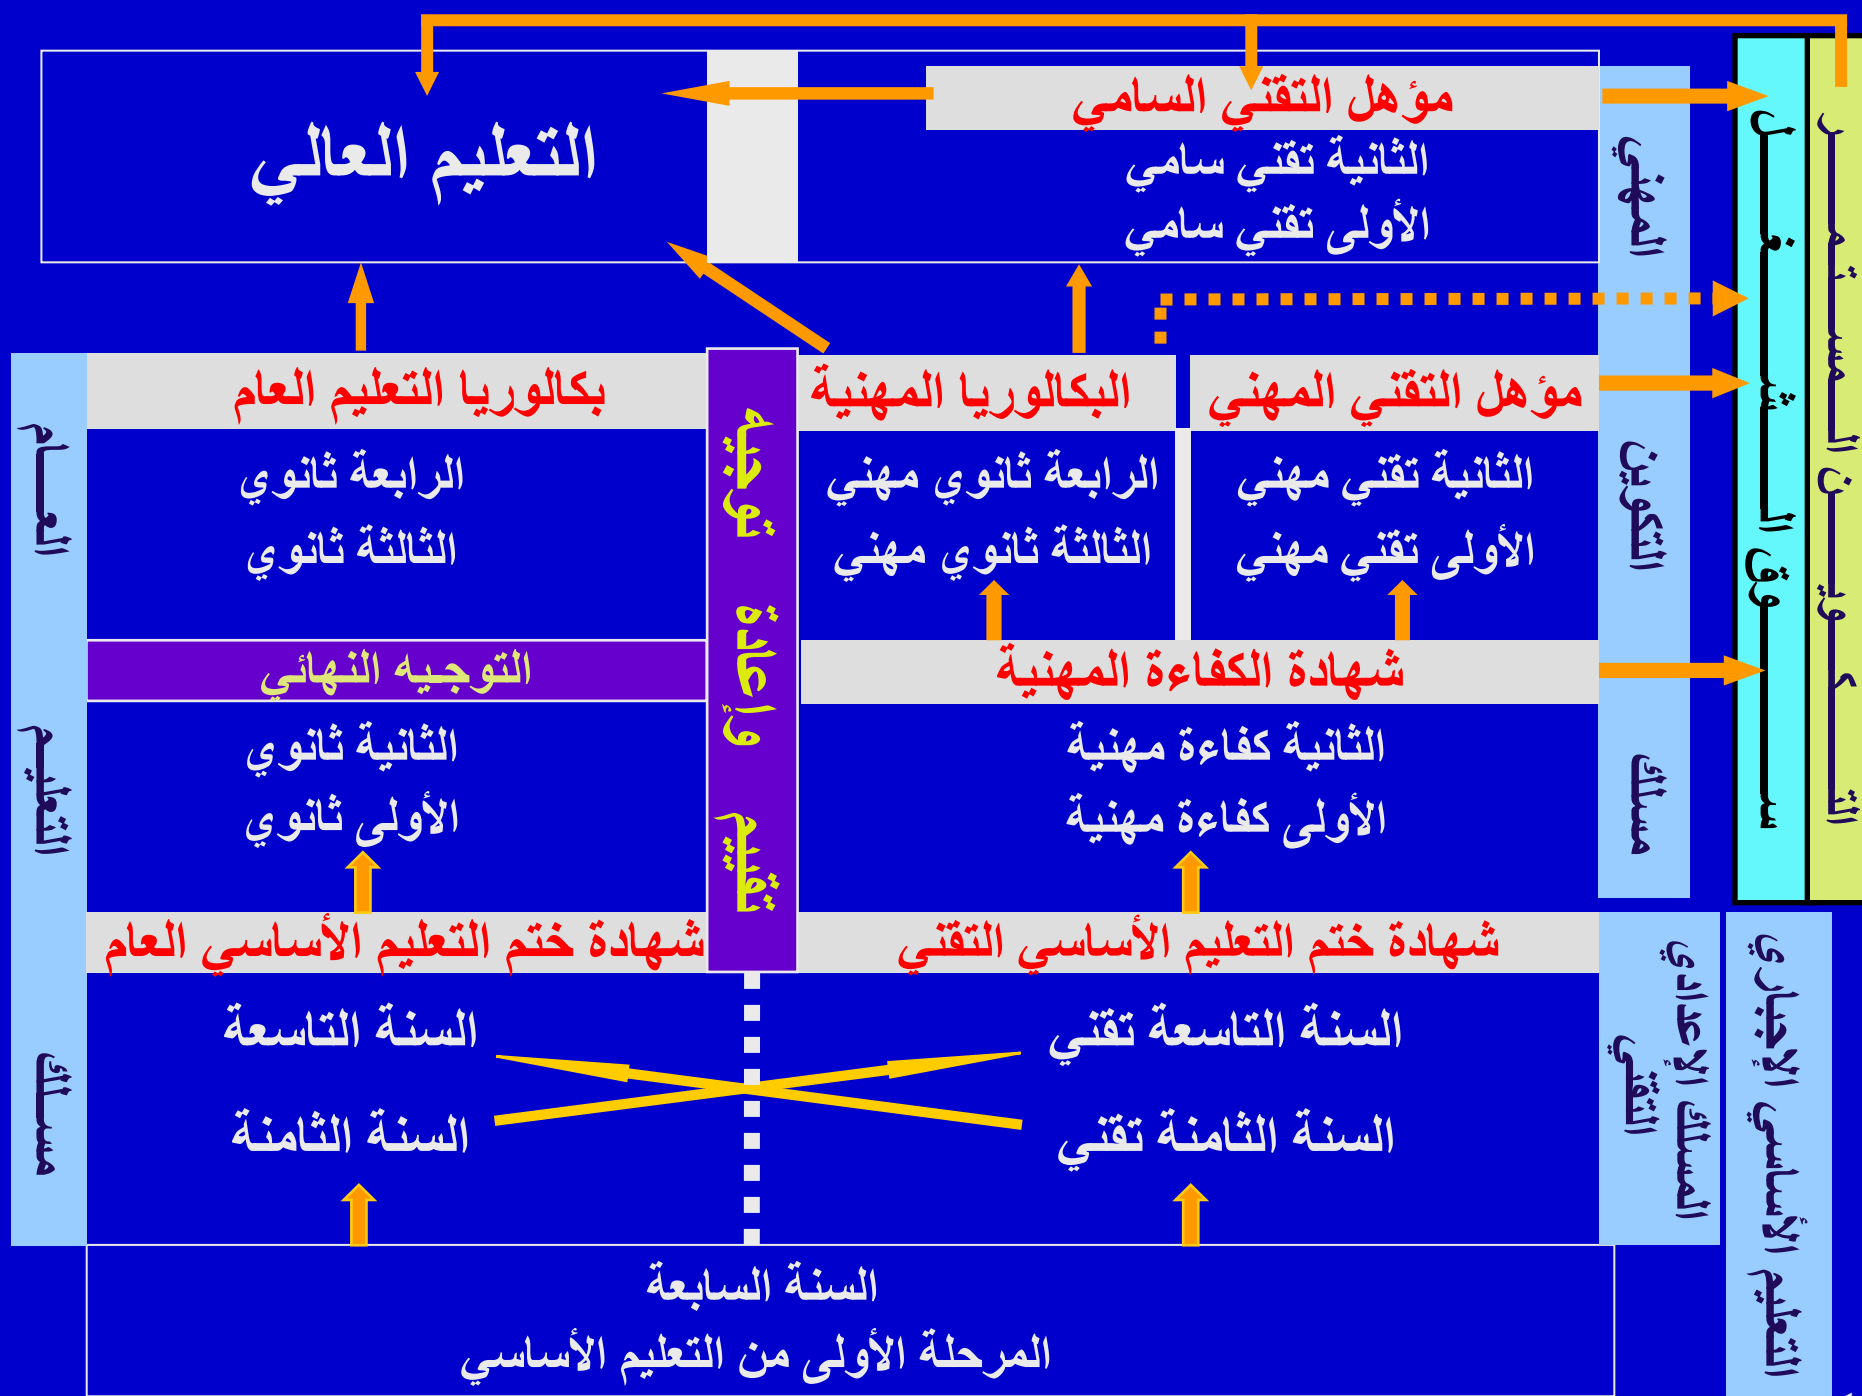 التكوين المستمر
سوق الشغل
مؤهل التقني السامي
التعليم العالي
الثانية تقني سامي
الأولى تقني سامي
مسلك التكوين المهني
مؤهل التقني المهني
البكالوريا المهنية
بكالوريا التعليم العام
الثانية تقني مهني
الأولى تقني مهني
الرابعة ثانوي مهني
الثالثة ثانوي مهني
الرابعة ثانوي
الثالثة ثانوي
تقييم وإعادة توجيه
مسلك التعليم العام
شهادة الكفاءة المهنية
التوجيه النهائي
الثانية كفاءة مهنية
الأولى كفاءة مهنية
الثانية ثانوي
الأولى ثانوي
شهادة ختم التعليم الأساسي التقني
شهادة ختم التعليم الأساسي العام
التعليم الأساسي الإجباري
المسلك الإعدادي
التقني
السنة التاسعة تقني
السنة الثامنة تقني
السنة التاسعة
السنة الثامنة
السنة السابعة
المرحلة الأولى من التعليم الأساسي